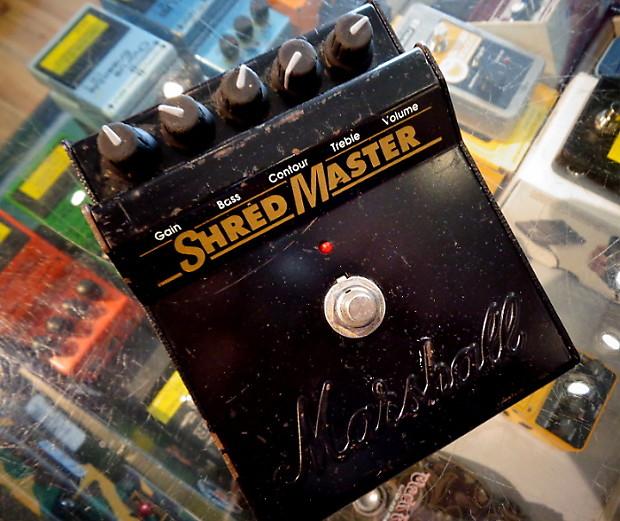 Gain Bass Contour Treble Volume
SHRED MASTER
Marshall